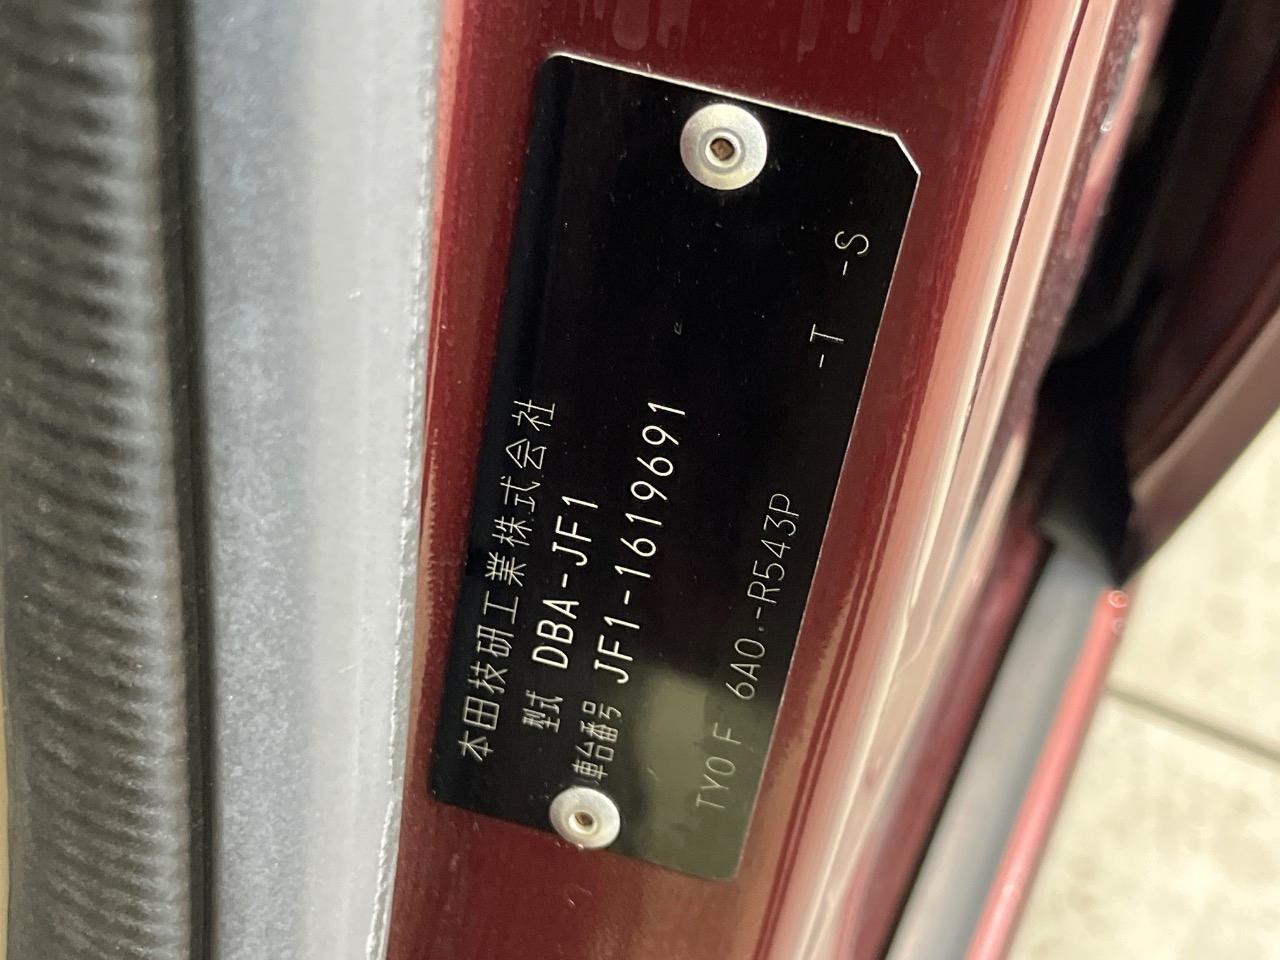 本田技研工業株式会社
型式 DBA-JF1
車台番号 JF1-1619691
TY0 F 6A0.-R543P -T -S